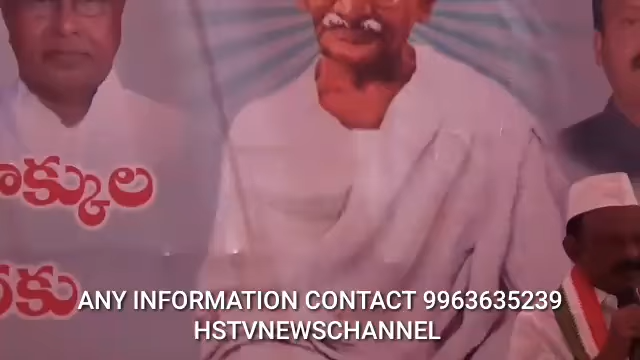 ాక్కుల
కు
ANY INFORMATION CONTACT 9963635239
HSTVNEWSCHANNEL